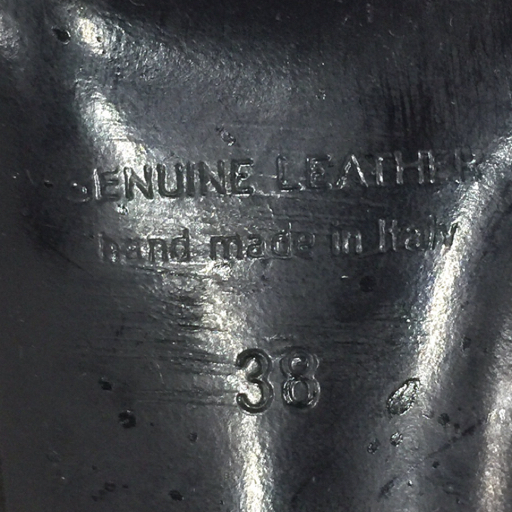 GENUINE LEATHER
hand made in Italy
38